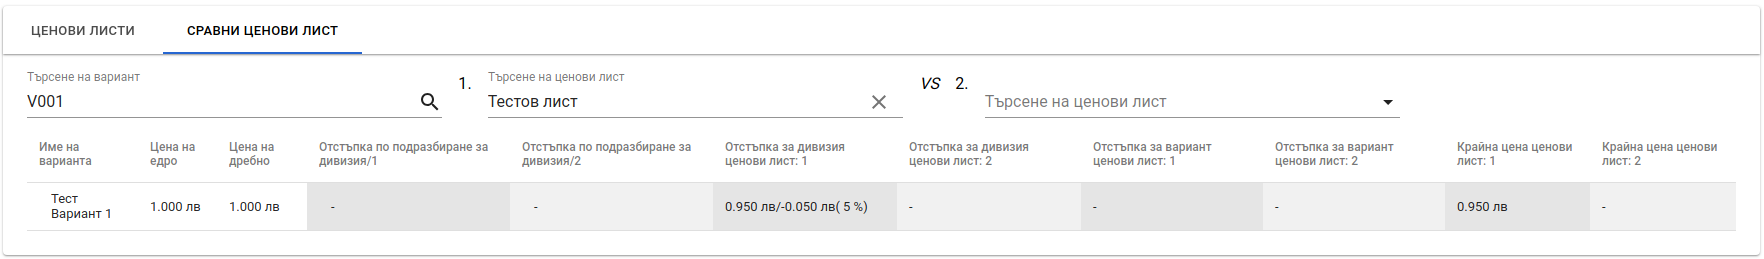 ЦЕНОВИ ЛИСТИ
СРАВНИ ЦЕНОВИ ЛИСТ
Търсене на вариант
V001
1.
Търсене на ценови лист
Тестов лист
VS
2.
Търсене на ценови лист
Име на
варианта
Цена на
едро
Цена на
дребно
Отстъпка по подразбиране за
дивизия/1
Отстъпка по подразбиране за
дивизия/2
Отстъпка за дивизия
ценови лист: 1
Отстъпка за дивизия
ценови лист: 2
Отстъпка за вариант
ценови лист: 1
Отстъпка за вариант
ценови лист: 2
Крайна цена ценови
лист: 1
Крайна цена ценови
лист: 2
Тест
Вариант 1
1.000 лв
1.000 лв
-
-
0.950 лв/-0.050 лв( 5 %)
-
-
-
0.950 лв
-